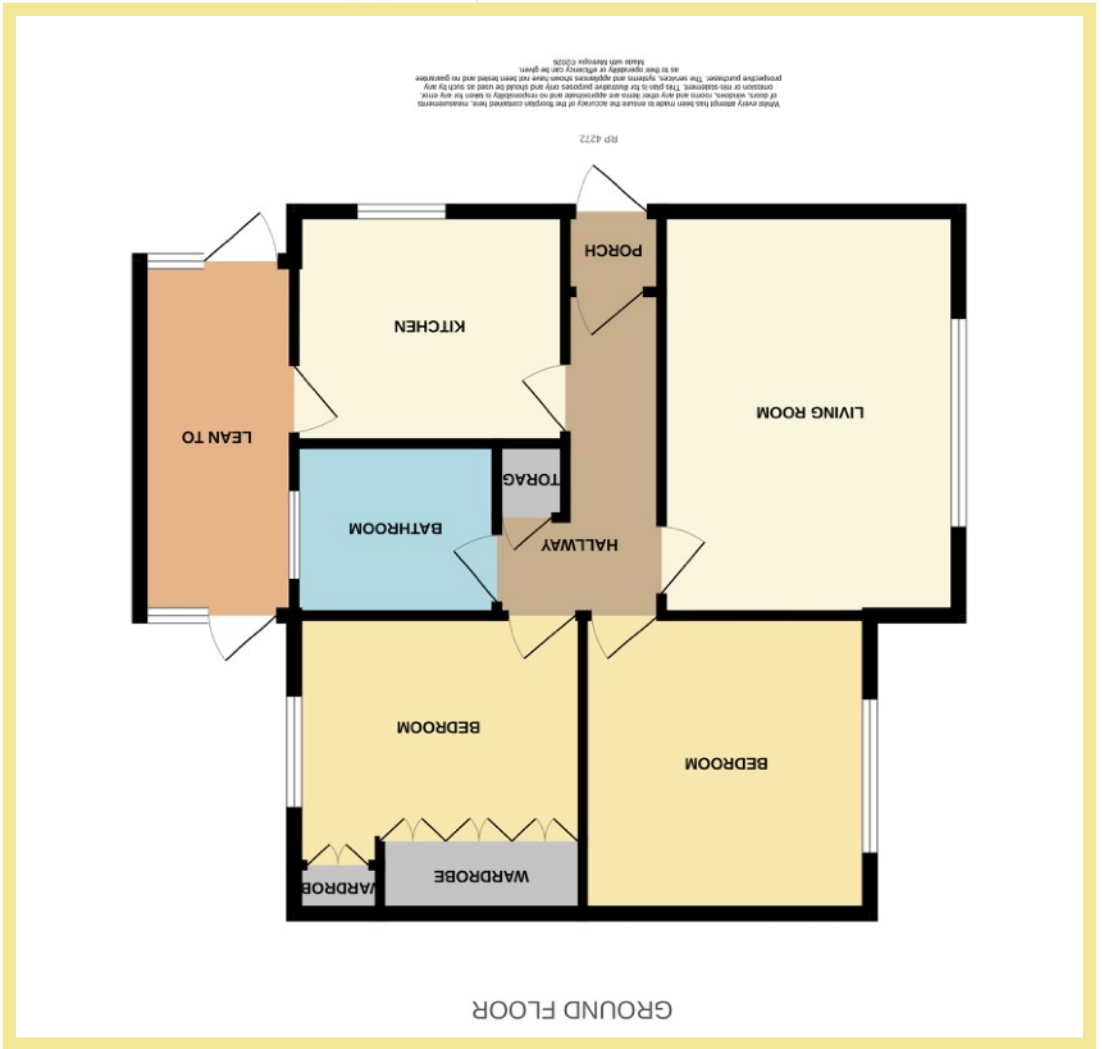 GROUND FLOOR
WARDROBE
WARDROB
BEDROOM
BEDROOM
HALLWAY
BATHROOM
TORAG
LIVING ROOM
LEAN TO
KITCHEN
PORCH
RP 4272
Whilst every attempt has been made to ensure the accuracy of the floorplan contained here, measurements
of doors, windows, rooms and any other items are approximate and no responsibility is taken for any error,
omission or mis-statement. This plan is for illustrative purposes only and should be used as such by any
prospective purchaser. The services, systems and appliances shown have not been tested and no guarantee
as to their operability or efficiency can be given.
Made with Metropix ©2026